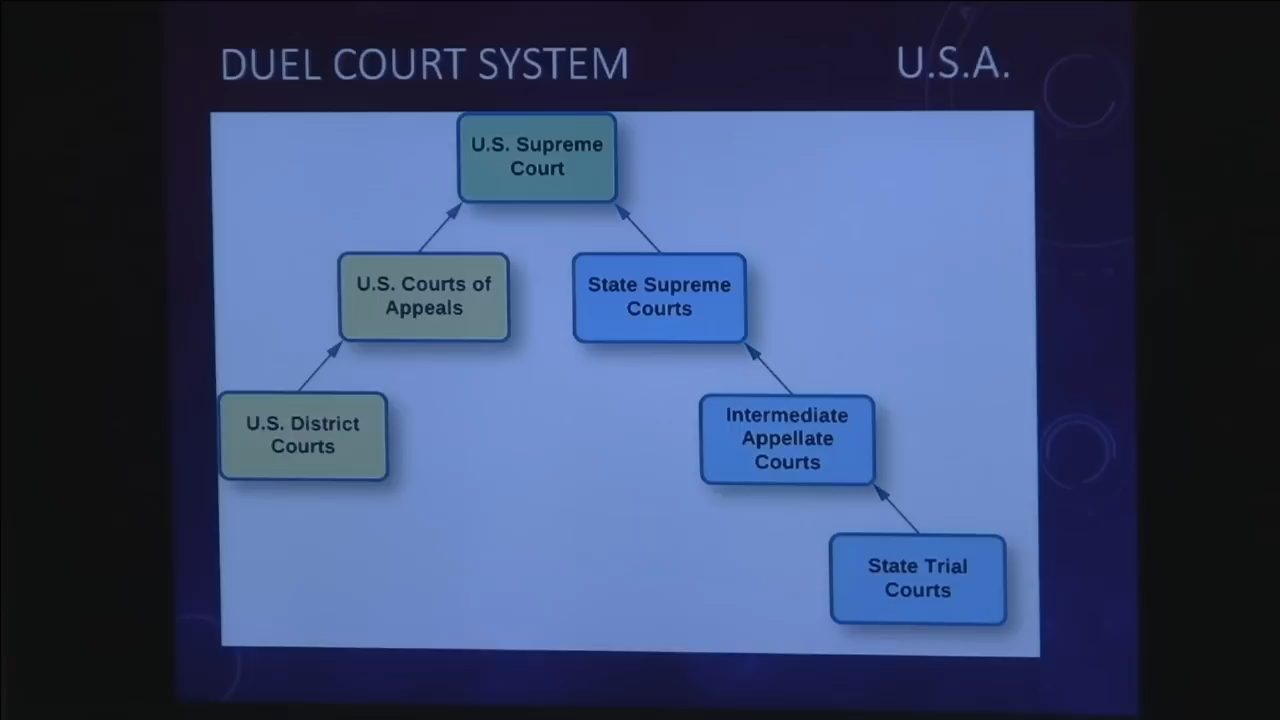 DUEL COURT SYSTEM
U.S.A.
U.S. Supreme
Court
U.S. Courts of
Appeals
State Supreme
Courts
U.S. District
Courts
Intermediate
Appellate
Courts
State Trial
Courts